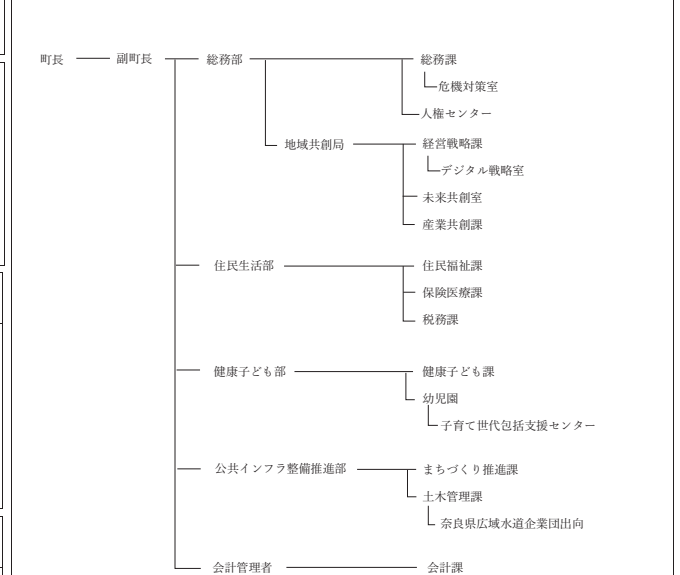 町長 副町長 総務部 総務課
危機対策室
人権センター
地域共創局 経営戦略課
デジタル戦略室
未来共創室
産業共創課
住民生活部 住民福祉課
保険医療課
税務課
健康子ども部 健康子ども課
幼児園
子育て世代包括支援センター
公共インフラ整備推進部 まちづくり推進課
土木管理課
奈良県広域水道企業団出向
会計管理者 会計課